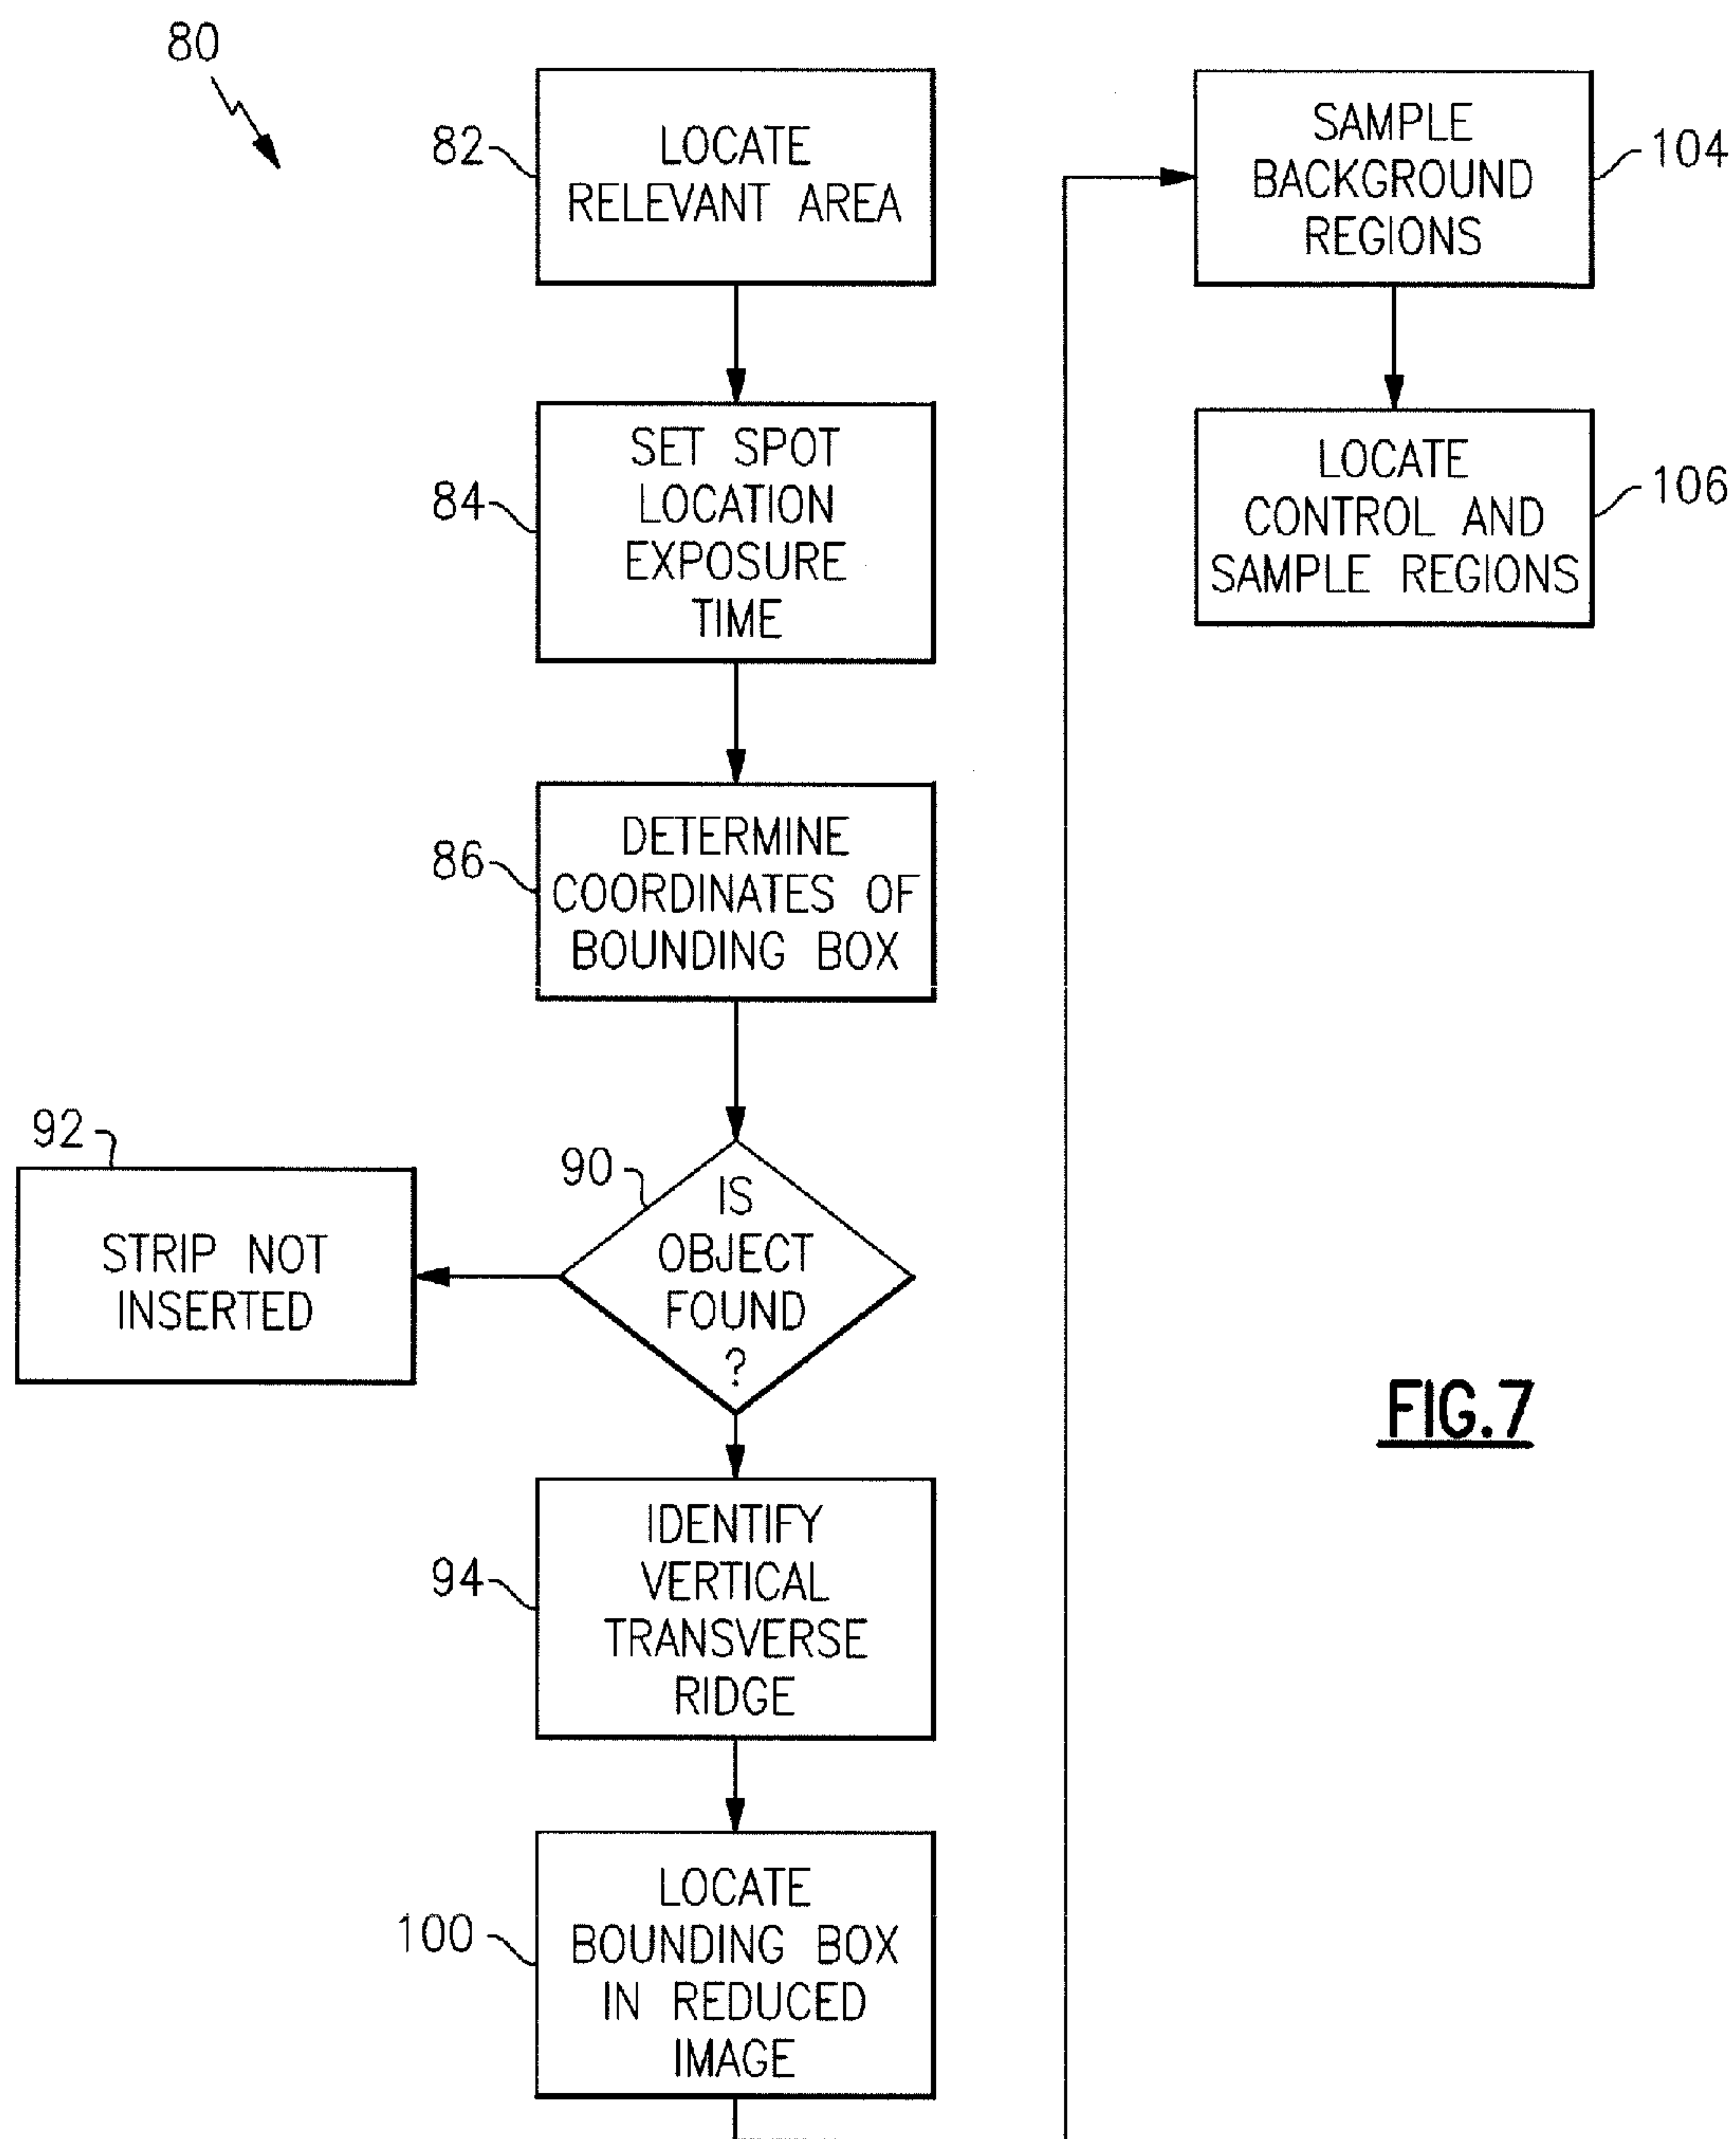 80
82
LOCATE
RELEVANT AREA
84
SET SPOT
LOCATION
EXPOSURE
TIME
86
DETERMINE
COORDINATES OF
BOUNDING BOX
90
IS
OBJECT
FOUND
?
92
STRIP NOT
INSERTED
94
IDENTIFY
VERTICAL
TRANSVERSE
RIDGE
100
LOCATE
BOUNDING BOX
IN REDUCED
IMAGE
SAMPLE
BACKGROUND
REGIONS
104
LOCATE
CONTROL AND
SAMPLE REGIONS
106
FIG.7